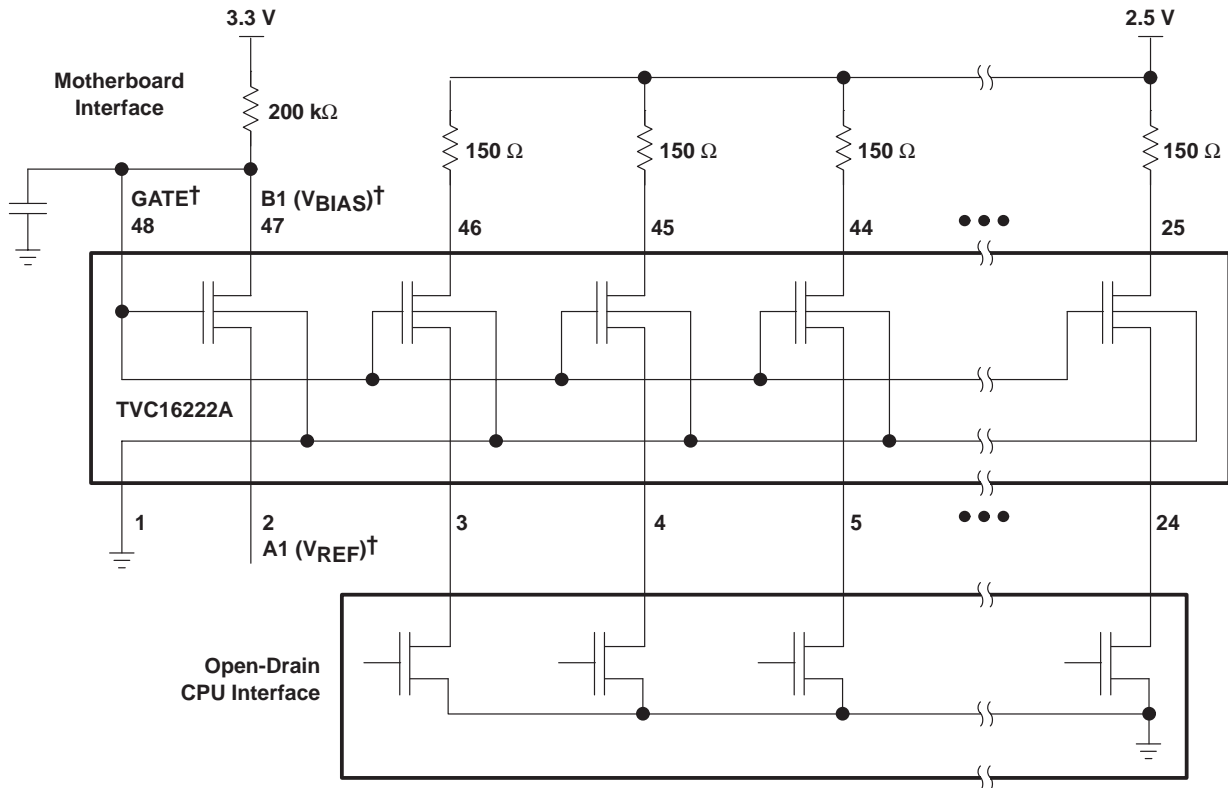 3.3 V
2.5 V
Motherboard
Interface
200 kΩ
150 Ω
150 Ω
150 Ω
150 Ω
GATE†
B1 (VBIAS)†
48
47
46
45
44
25
TVC16222A
1
2
3
4
5
24
A1 (VREF)†
Open-Drain
CPU Interface